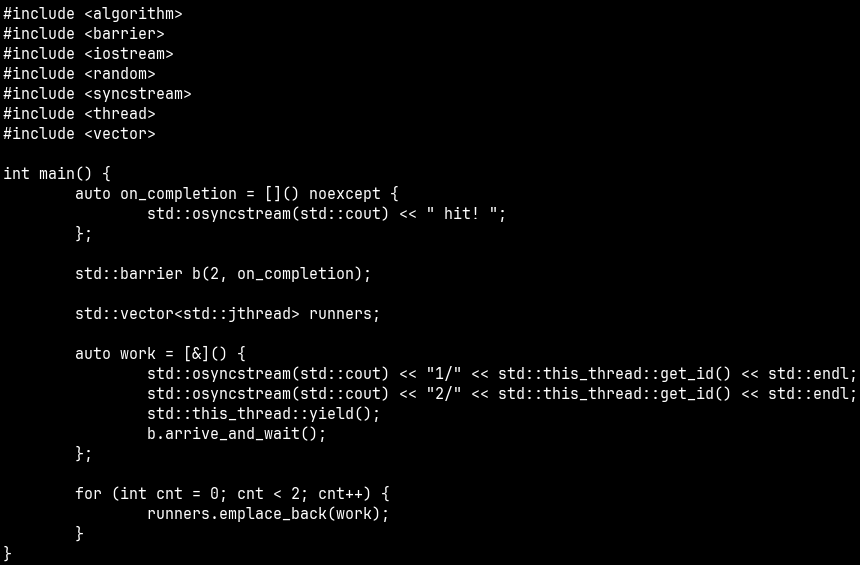 #include <algorithm>
#include <barrier>
#include <iostream>
#include <random>
#include <syncstream>
#include <thread>
#include <vector>

int main() {
        auto on_completion = []() noexcept {
                std::osyncstream(std::cout) << " hit! ";
        };

        std::barrier b(2, on_completion);

        std::vector<std::jthread> runners;

        auto work = [&]() {
                std::osyncstream(std::cout) << "1/" << std::this_thread::get_id() << std::endl;
                std::osyncstream(std::cout) << "2/" << std::this_thread::get_id() << std::endl;
                std::this_thread::yield();
                b.arrive_and_wait();
        };

        for (int cnt = 0; cnt < 2; cnt++) {
                runners.emplace_back(work);
        }
}